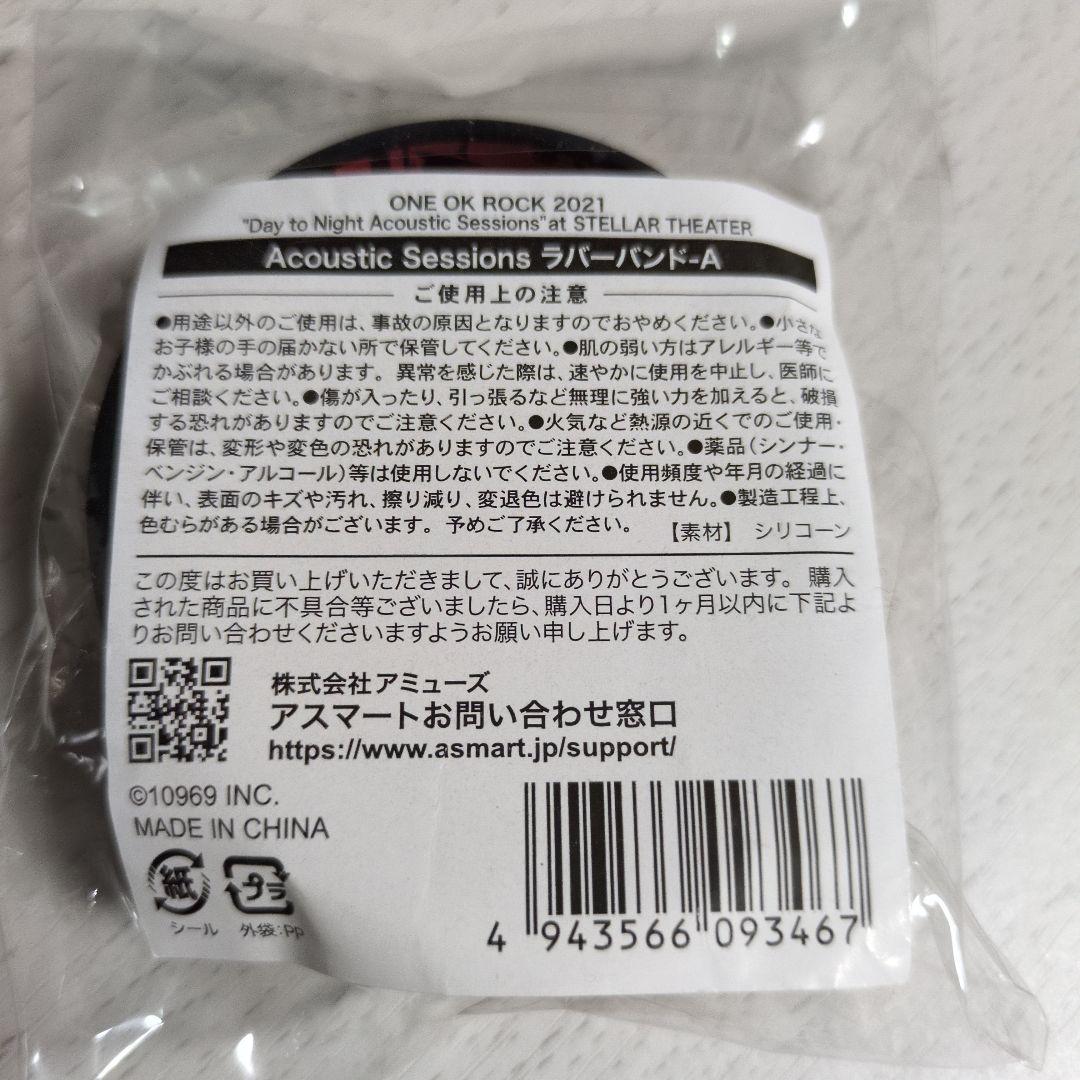 ONE OK ROCK 2021
"Day to Night Acoustic Sessions" at STELLAR THEATER
Acoustic Sessions ラバーバンド-A
ご使用上の注意
●用途以外のご使用は、事故の原因となりますのでおやめください。●小さな
お子様の手の届かない所で保管してください。●肌の弱い方はアレルギー等で
かぶれる場合があります。異常を感じた際は、速やかに使用を中止し、医師に
ご相談ください。●傷が入ったり、引っ張るなど無理に強い力を加えると、破損
する恐れがありますのでご注意ください。●火気など熱源の近くでのご使用・
保管は、変形や変色の恐れがありますのでご注意ください。●薬品(シンナー・
ベンジン・アルコール)等は使用しないでください。●使用頻度や年月の経過に
伴い、表面のキズや汚れ、擦り減り、変退色は避けられません。●製造工程上、
色むらがある場合がございます。予めご了承ください。 【素材】 シリコーン
この度はお買い上げいただきまして、誠にありがとうございます。購入
された商品に不具合等ございましたら、購入日より1ヶ月以内に下記よ
りお問い合わせくださいますようお願い申し上げます。
株式会社アミューズ
アスマートお問い合わせ窓口
https://www.asmart.jp/support/
©10969 INC.
MADE IN CHINA
紙 プラ
シール 外袋:PP
4 943566 093467